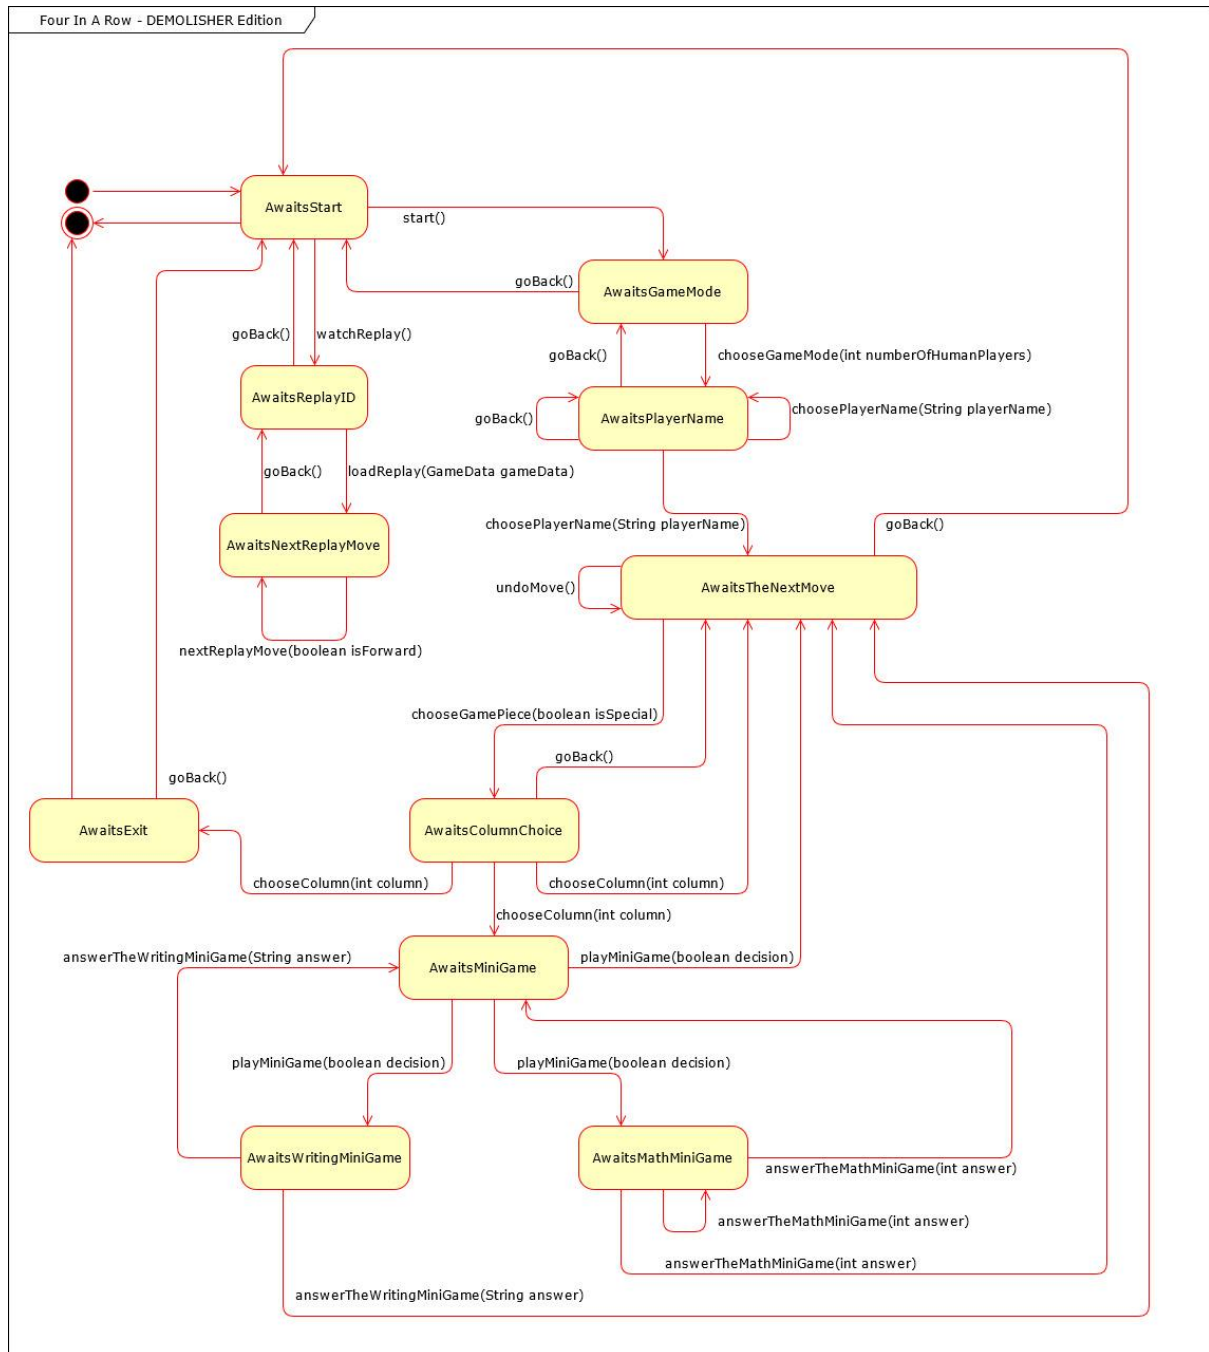 Four In A Row - DEMOLISHER Edition
AwaitsStart
start()
goBack()
AwaitsGameMode
goBack()
watchReplay()
goBack()
chooseGameMode(int numberOfHumanPlayers)
AwaitsReplayID
goBack()
AwaitsPlayerName
choosePlayerName(String playerName)
goBack()
loadReplay(GameData gameData)
choosePlayerName(String playerName)
goBack()
AwaitsNextReplayMove
undoMove()
AwaitsTheNextMove
nextReplayMove(boolean isForward)
chooseGamePiece(boolean isSpecial)
goBack()
goBack()
AwaitsExit
AwaitsColumnChoice
chooseColumn(int column)
chooseColumn(int column)
chooseColumn(int column)
answerTheWritingMiniGame(String answer)
AwaitsMiniGame
playMiniGame(boolean decision)
playMiniGame(boolean decision)
playMiniGame(boolean decision)
AwaitsWritingMiniGame
AwaitsMathMiniGame
answerTheMathMiniGame(int answer)
answerTheMathMiniGame(int answer)
answerTheMathMiniGame(int answer)
answerTheWritingMiniGame(String answer)